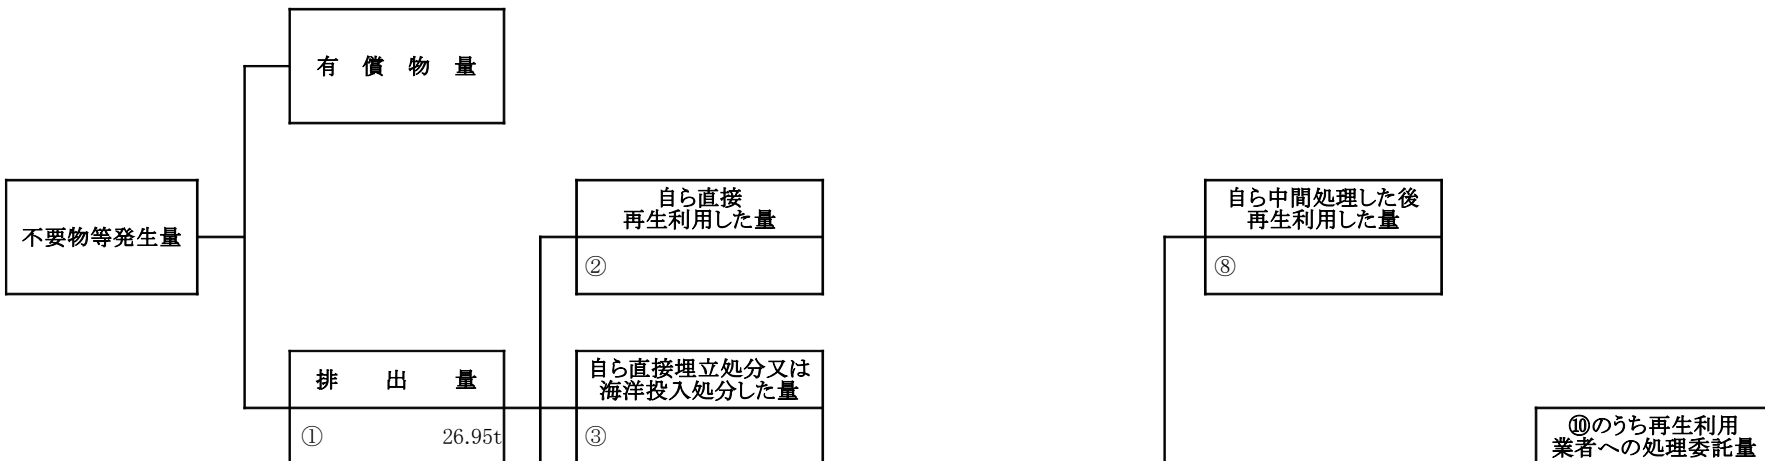 有 償 物 量
自ら直接
再生利用した量
自ら中間処理した後
再生利用した量
不要物等発生量
②
⑧
排 出 量
自ら直接埋立処分又は
海洋投入処分した量
① 26.95t
③
⑩のうち再生利用
業者への処理委託量